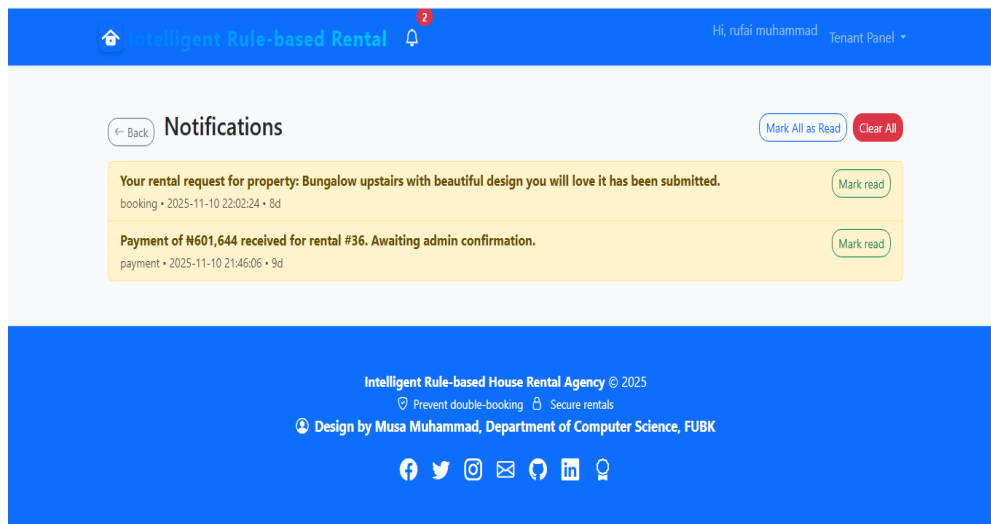 2
Intelligent Rule-based Rental
Hi, rufai muhammad
Tenant Panel
← Back
Notifications
Mark All as Read
Clear All
Your rental request for property: Bungalow upstairs with beautiful design you will love it has been submitted.
Mark read
booking • 2025-11-10 22:02:24 • 8d
Payment of ₦601,644 received for rental #36. Awaiting admin confirmation.
Mark read
payment • 2025-11-10 21:46:06 • 9d
Intelligent Rule-based House Rental Agency © 2025
Prevent double-booking Secure rentals
Design by Musa Muhammad, Department of Computer Science, FUBK